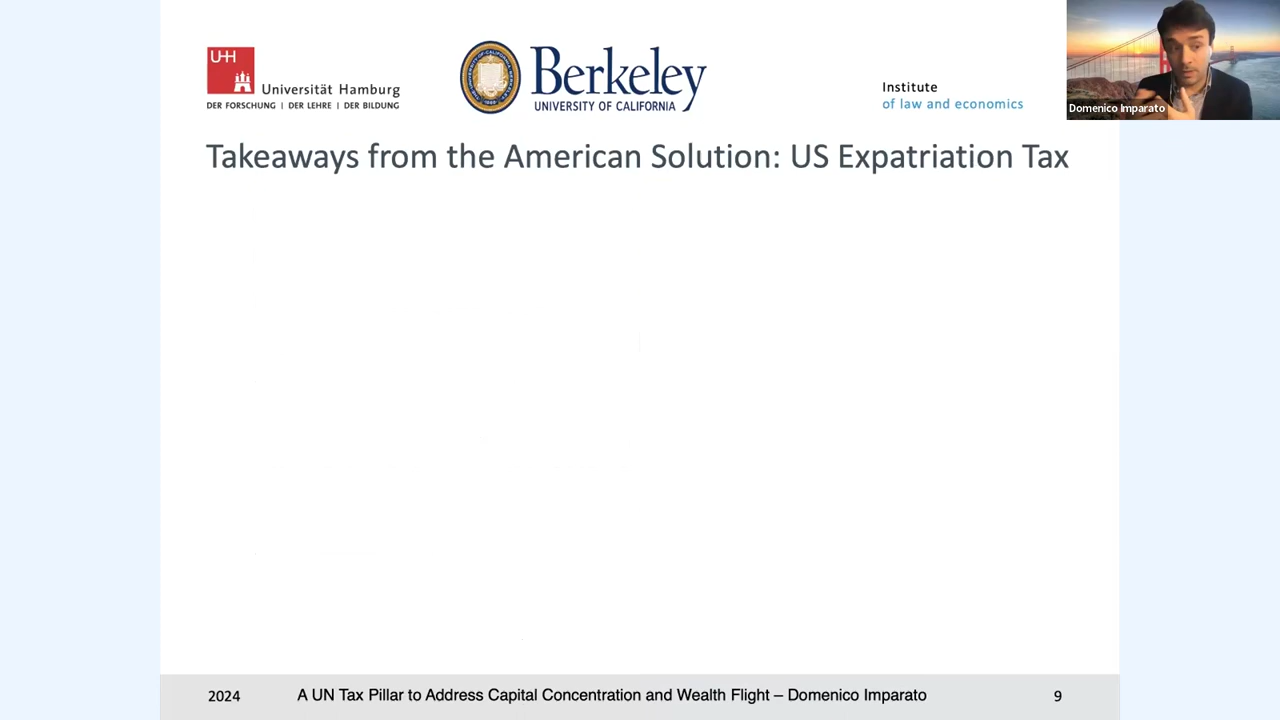 UHH
Universität Hamburg
DER FORSCHUNG | DER LEHRE | DER BILDUNG
Berkeley
UNIVERSITY OF CALIFORNIA
Institute
of law and economics
Domenico Imparato
Takeaways from the American Solution: US Expatriation Tax
2024
A UN Tax Pillar to Address Capital Concentration and Wealth Flight – Domenico Imparato
9